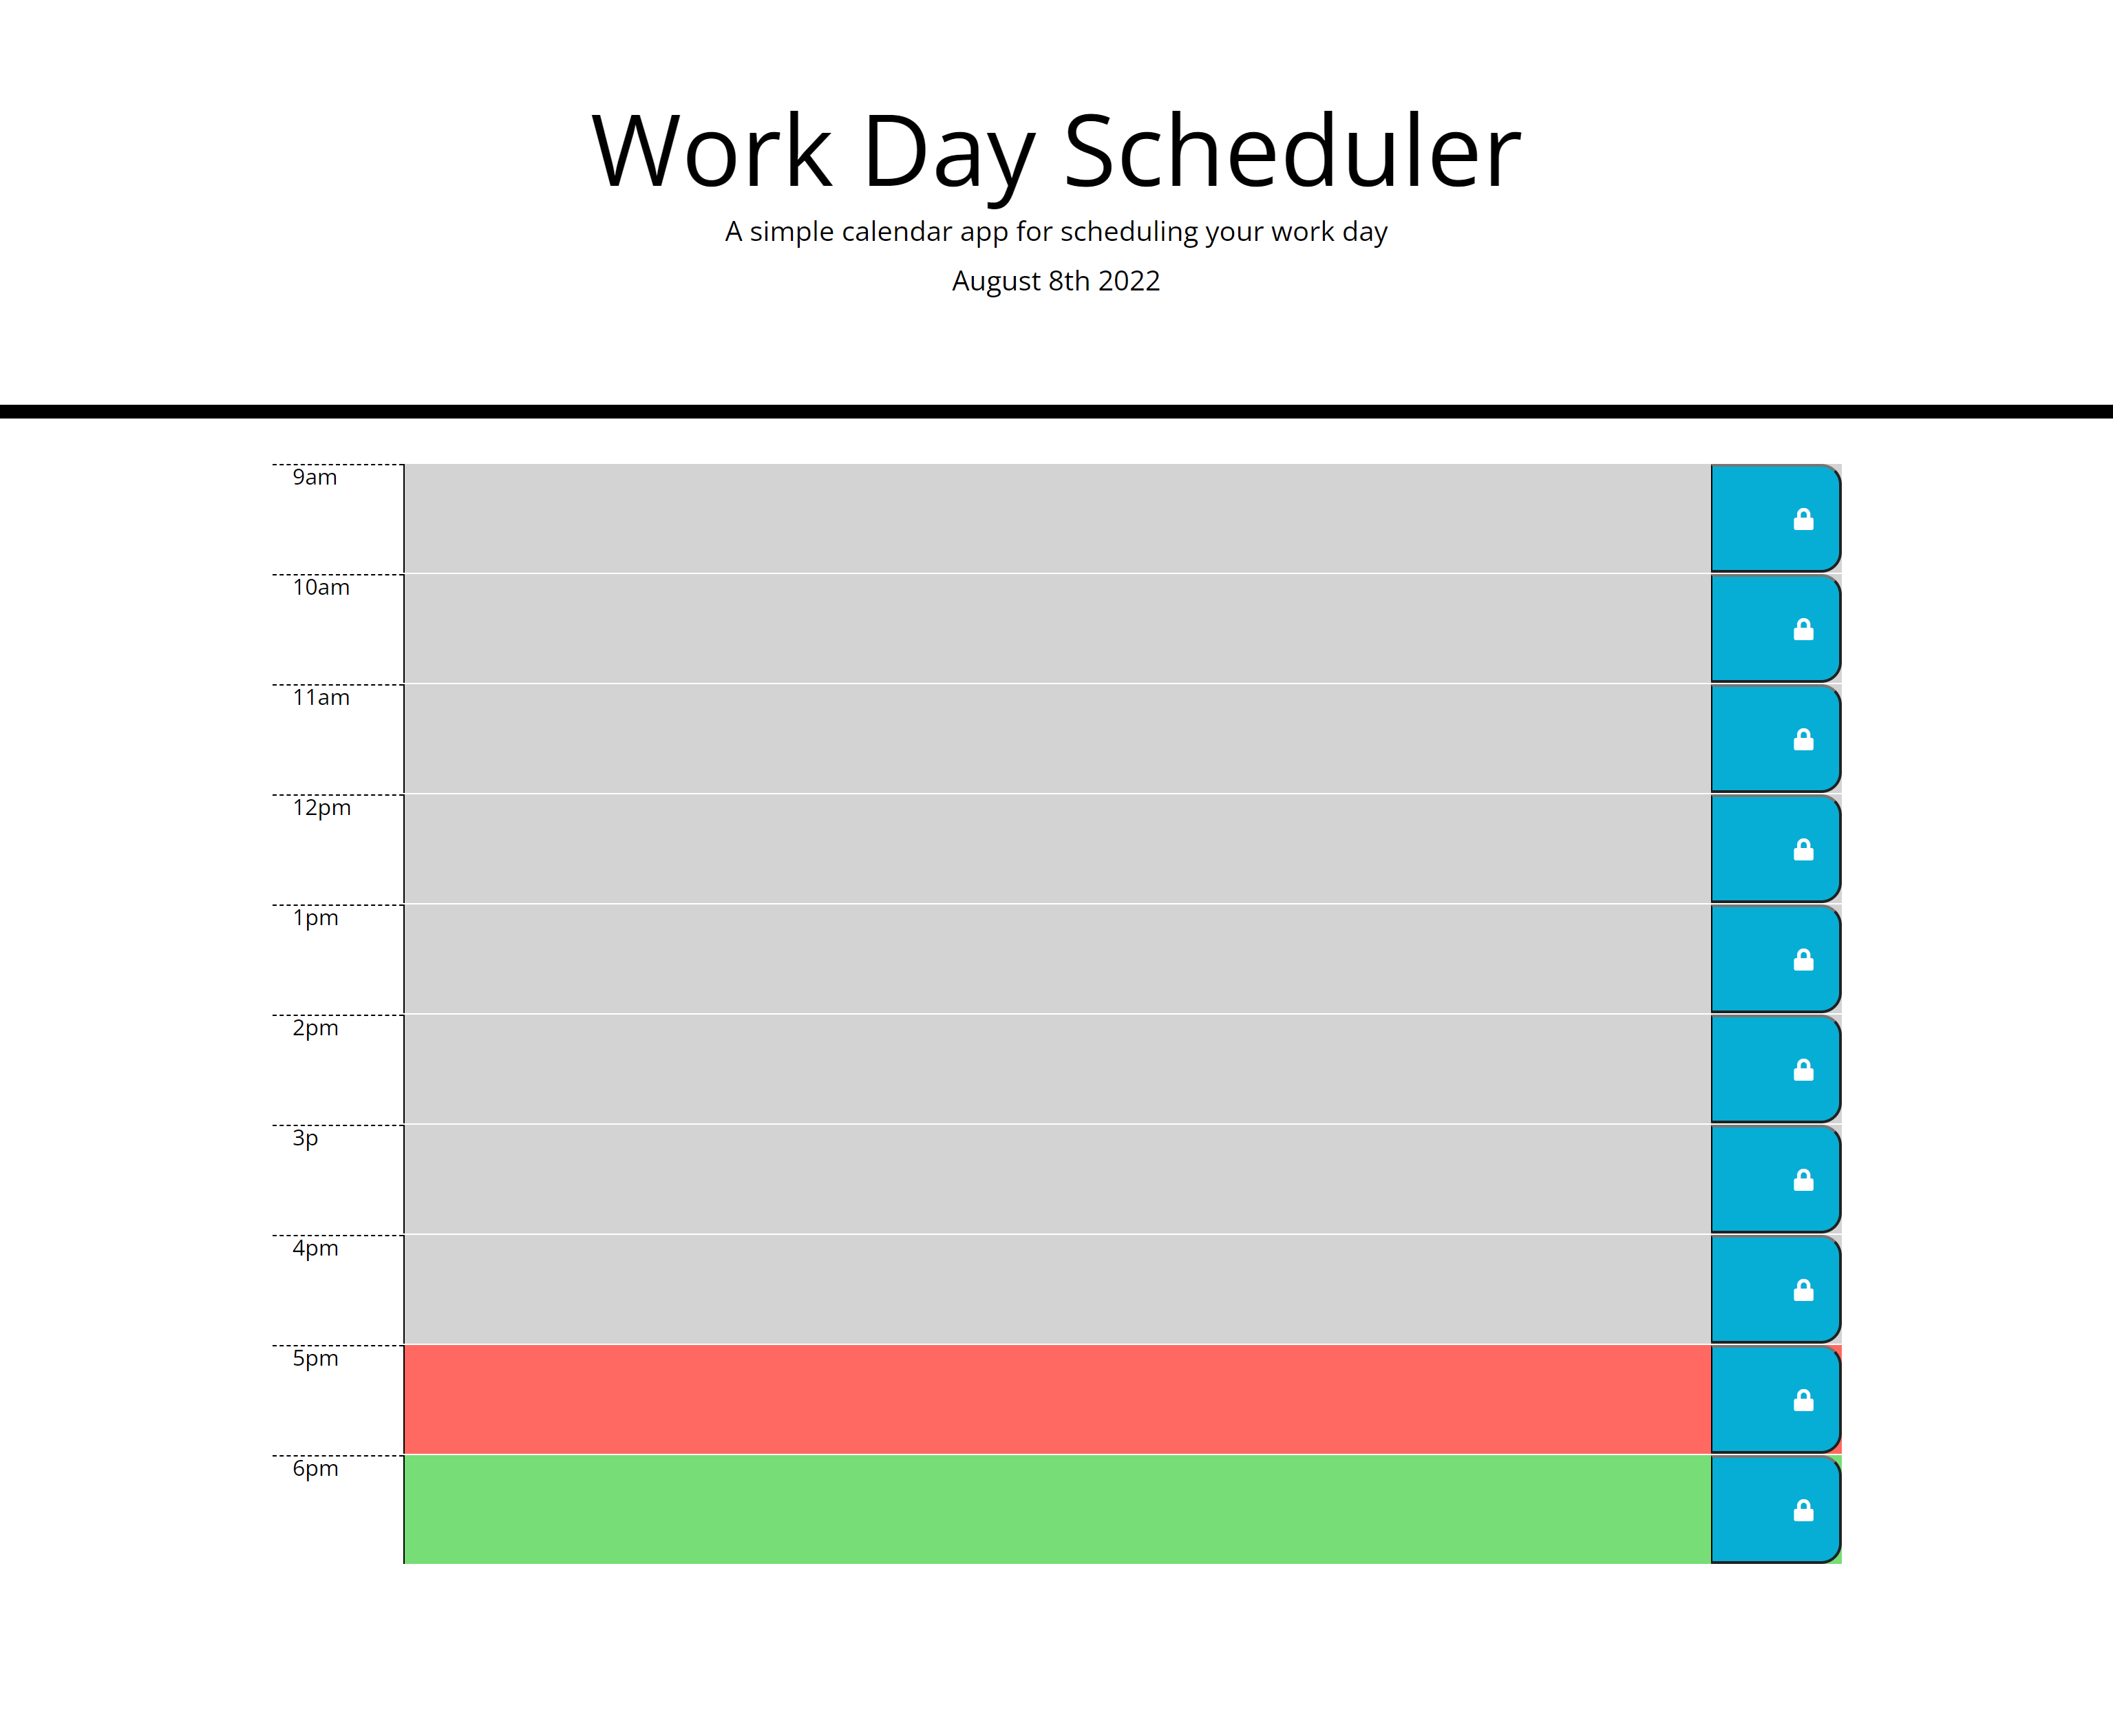 Work Day Scheduler
A simple calendar app for scheduling your work day
August 8th 2022
9am
10am
11am
12pm
1pm
2pm
3p
4pm
5pm
6pm